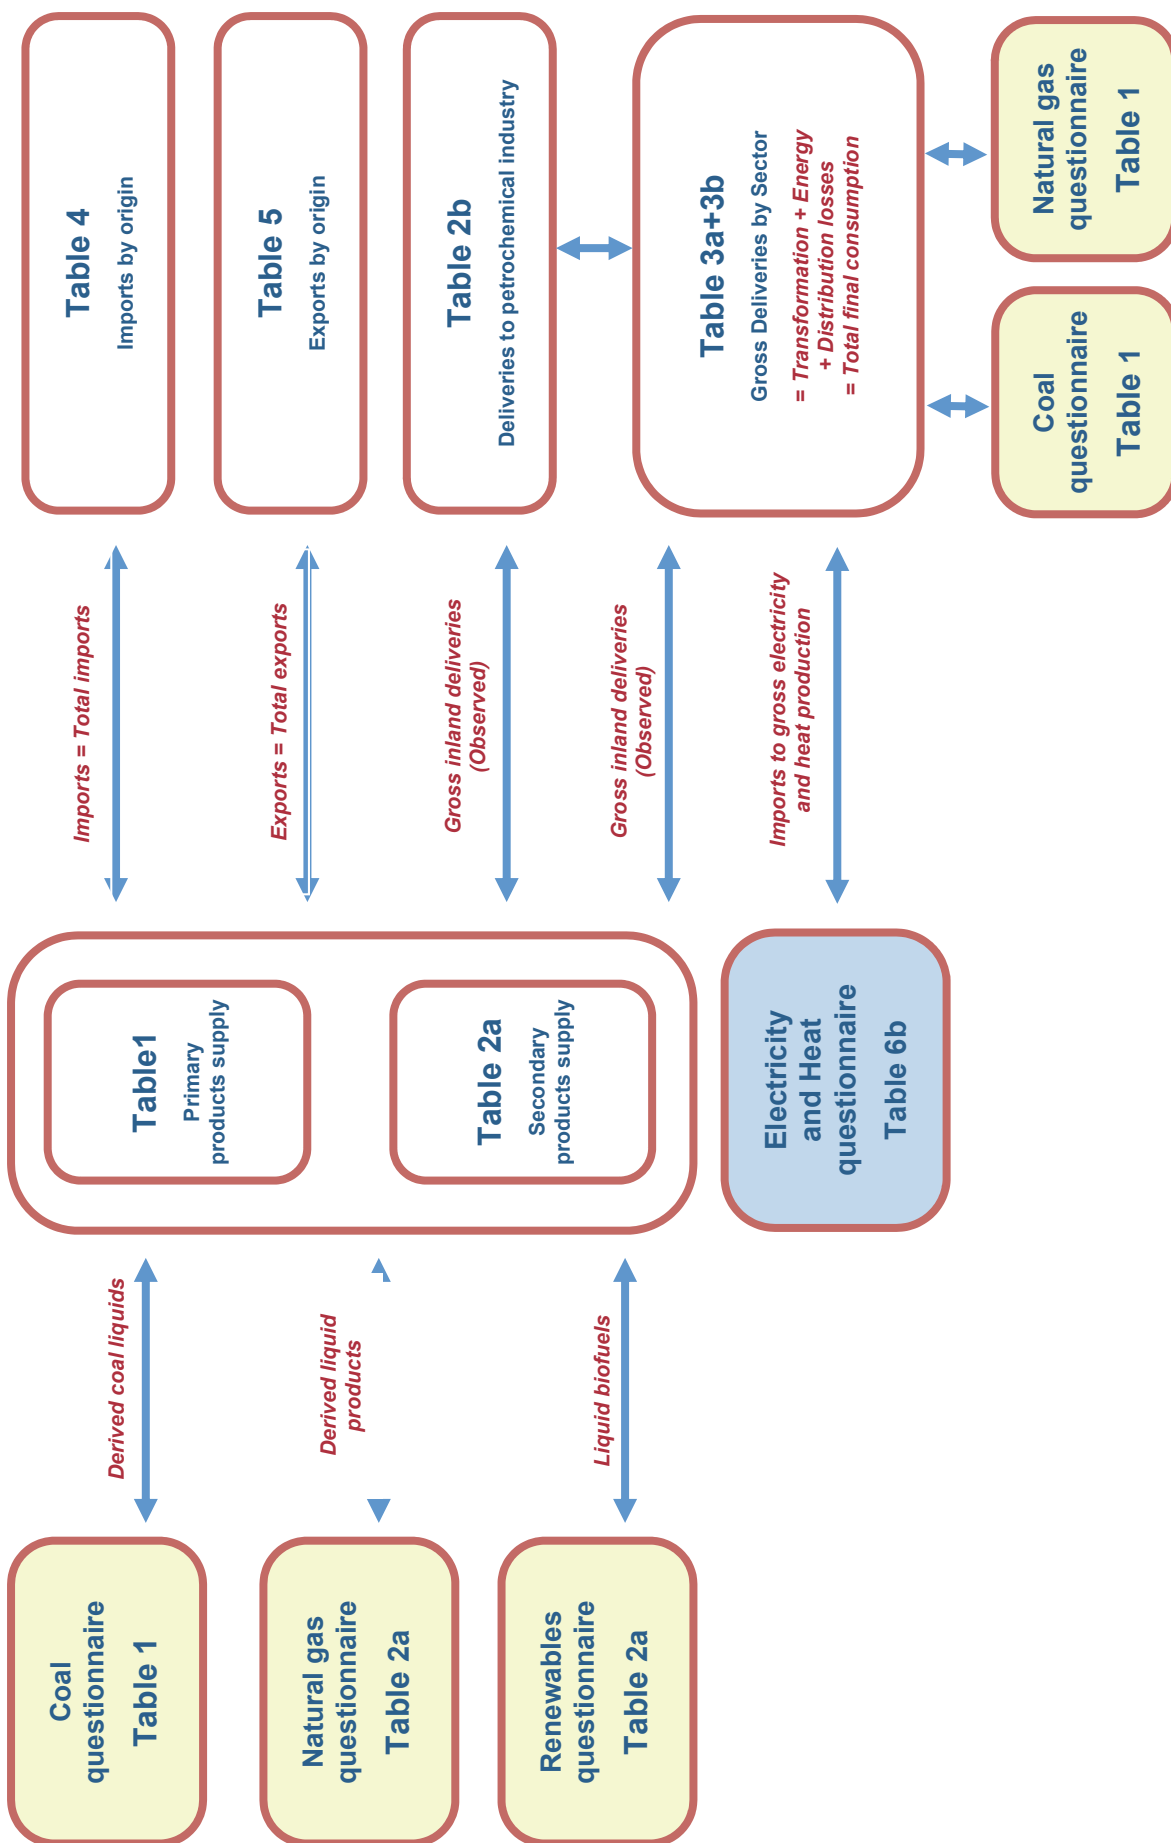 Coal
questionnaire
Table 1
Natural gas
questionnaire
Table 2a
Renewables
questionnaire
Table 2a
Derived coal liquids
Derived liquid
products
Liquid biofuels
Table1
Primary
products supply
Table 2a
Secondary
products supply
Electricity
and Heat
questionnaire
Table 6b
Imports = Total imports
Exports = Total exports
Gross inland deliveries
(Observed)
Gross inland deliveries
(Observed)
Imports to gross electricity
and heat production
Table 4
Imports by origin
Table 5
Exports by origin
Table 2b
Deliveries to petrochemical industry
Table 3a+3b
Gross Deliveries by Sector
= Transformation + Energy
+ Distribution losses
= Total final consumption
Coal
questionnaire
Table 1
Natural gas
questionnaire
Table 1